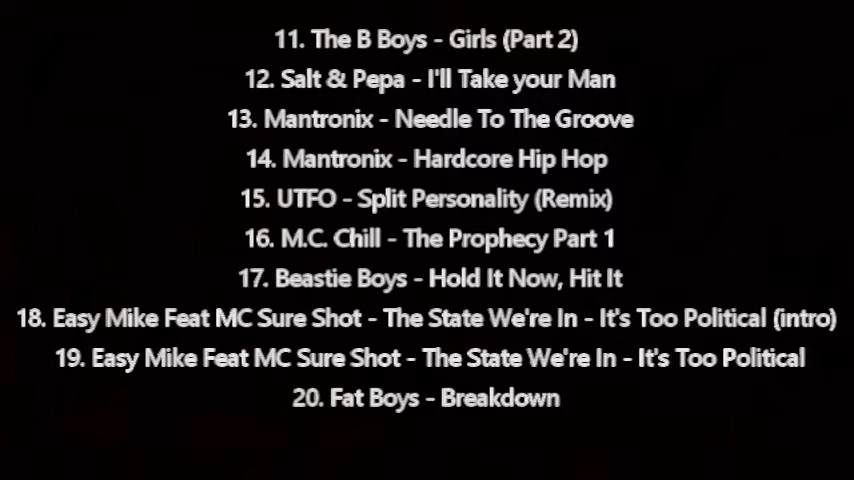 11. The B Boys - Girls (Part 2)
12. Salt & Pepa - I'll Take your Man
13. Mantronix - Needle To The Groove
14. Mantronix - Hardcore Hip Hop
15. UTFO - Split Personality (Remix)
16. M.C. Chill - The Prophecy Part 1
17. Beastie Boys - Hold It Now, Hit It
18. Easy Mike Feat MC Sure Shot - The State We're In - It's Too Political (intro)
19. Easy Mike Feat MC Sure Shot - The State We're In - It's Too Political
20. Fat Boys - Breakdown